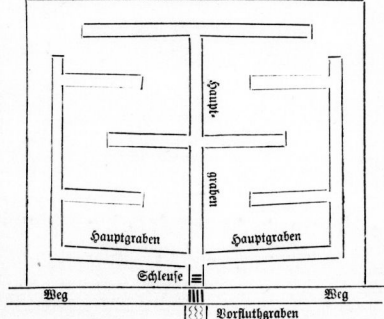 Haupt-
graben
Hauptgraben
Hauptgraben
Schleuse
Weg
Weg
Vorfluthgraben